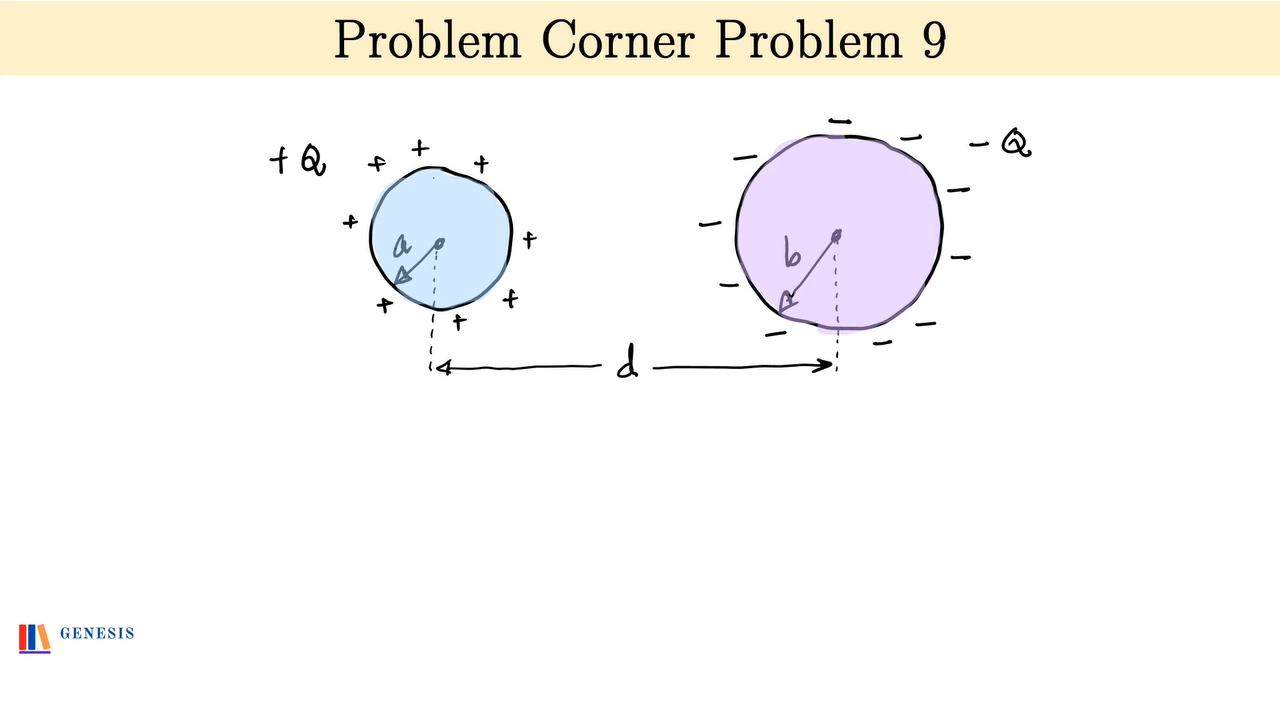 Problem Corner Problem 9
+ Q
- Q
a
b
d
GENESIS